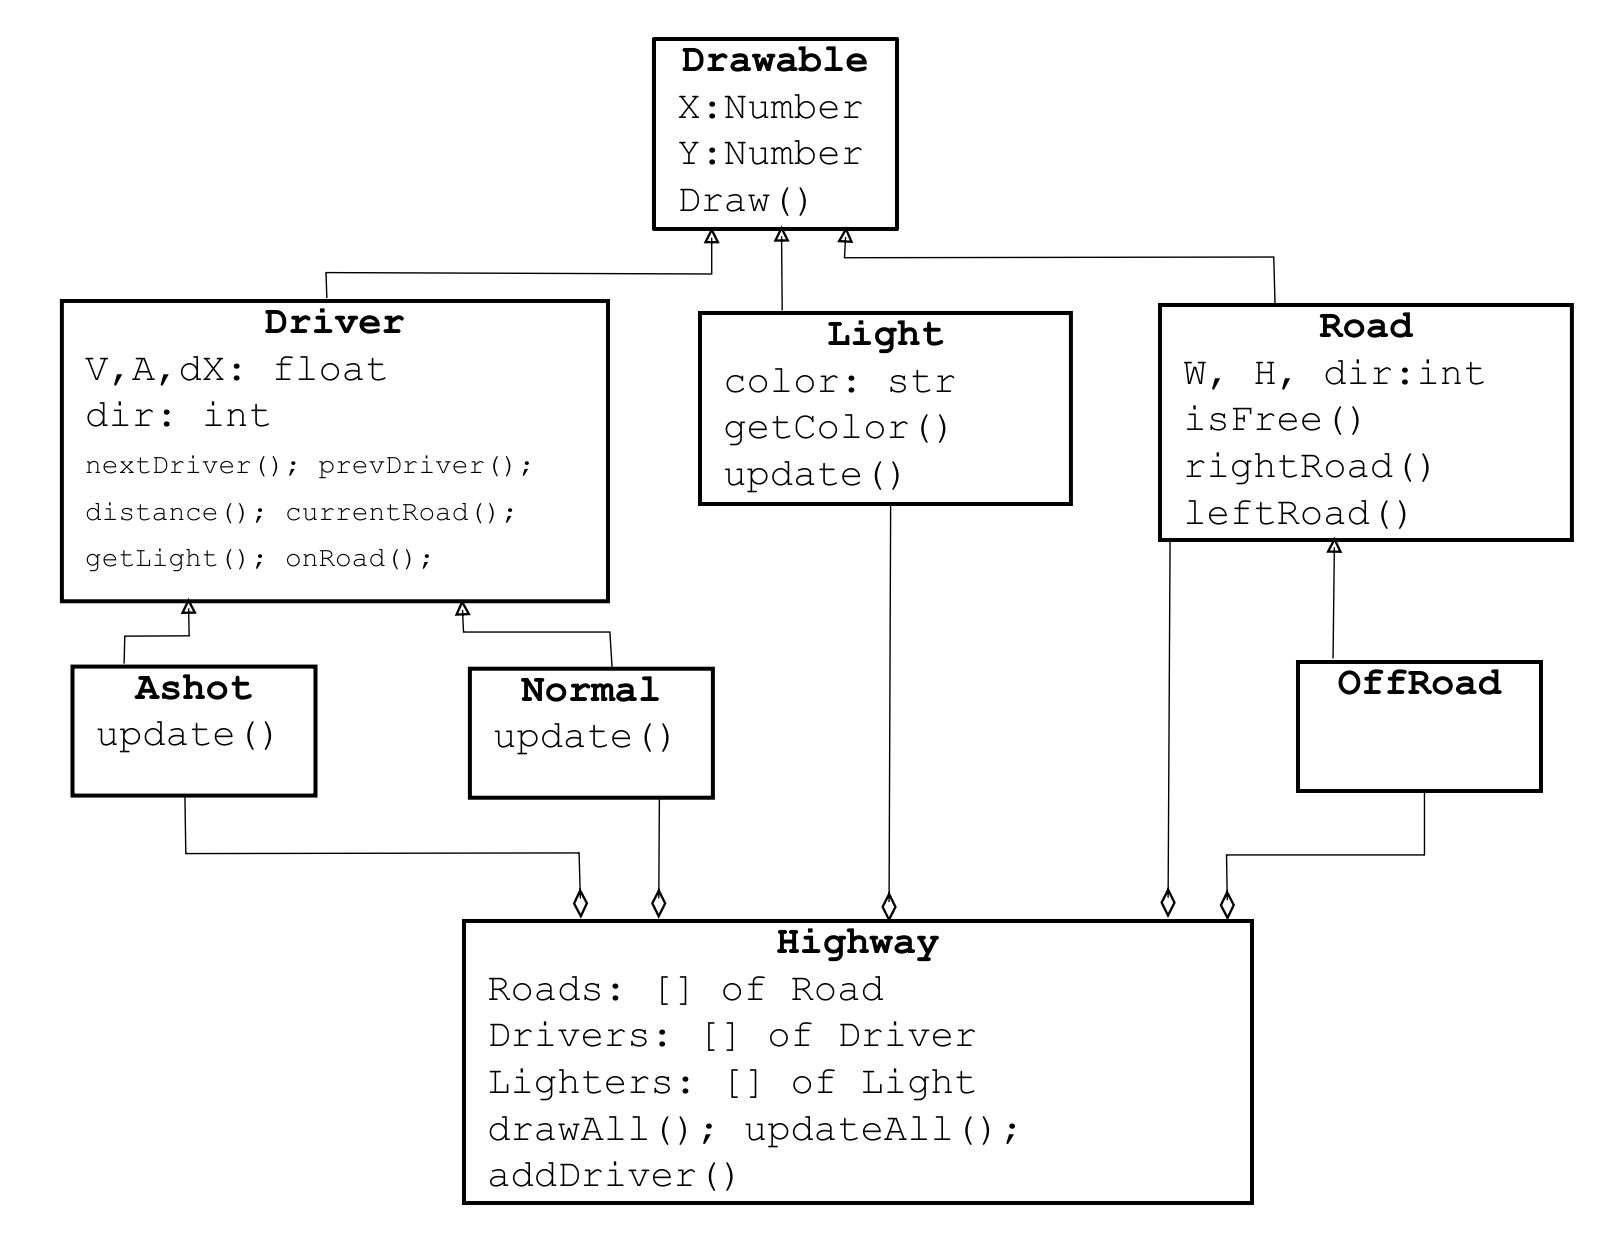 Drawable
X:Number
Y:Number
Draw()
Driver
V,A,dX: float
dir: int
nextDriver(); prevDriver();
distance(); currentRoad();
getLight(); onRoad();
Light
color: str
getColor()
update()
Road
W, H, dir:int
isFree()
rightRoad()
leftRoad()
Ashot
update()
Normal
update()
OffRoad
Highway
Roads: [] of Road
Drivers: [] of Driver
Lighters: [] of Light
drawAll(); updateAll();
addDriver()